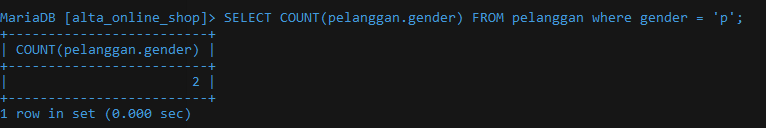 MariaDB [alta_online_shop]> SELECT COUNT(pelanggan.gender) FROM pelanggan where gender = 'p';
+-------------------------+
| COUNT(pelanggan.gender) |
+-------------------------+
|                       2 |
+-------------------------+
1 row in set (0.000 sec)